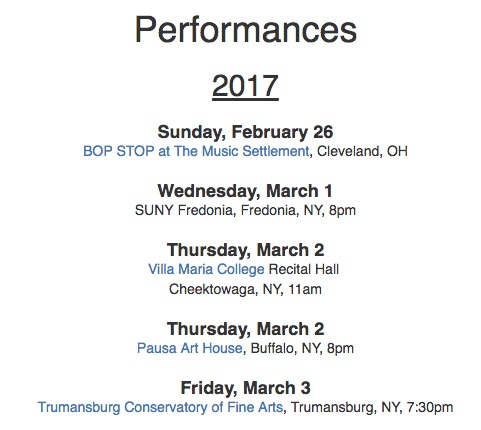 Performances
2017
Sunday, February 26
BOP STOP at The Music Settlement, Cleveland, OH
Wednesday, March 1
SUNY Fredonia, Fredonia, NY, 8pm
Thursday, March 2
Villa Maria College Recital Hall
Cheektowaga, NY, 11am
Thursday, March 2
Pausa Art House, Buffalo, NY, 8pm
Friday, March 3
Trumansburg Conservatory of Fine Arts, Trumansburg, NY, 7:30pm